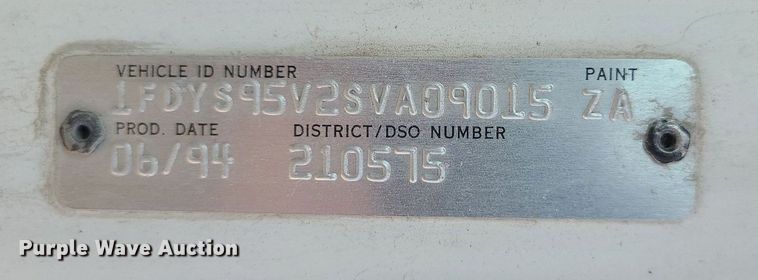 VEHICLE ID NUMBER PAINT
1FDYS95V2SVA09015 ZA
PROD. DATE DISTRICT/DSO NUMBER
06/94 210575
Purple Wave Auction